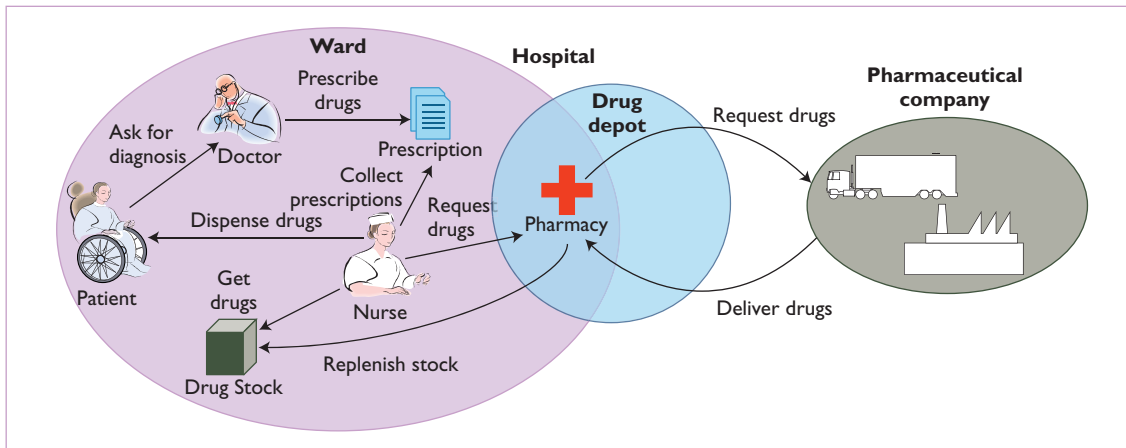 Ward
Hospital
Pharmaceutical
company
Prescribe
drugs
Drug
depot
Request drugs
Ask for
diagnosis
Doctor
Prescription
Collect
prescriptions
Request
drugs
Dispense drugs
Pharmacy
Patient
Get
drugs
Nurse
Deliver drugs
Replenish stock
Drug Stock